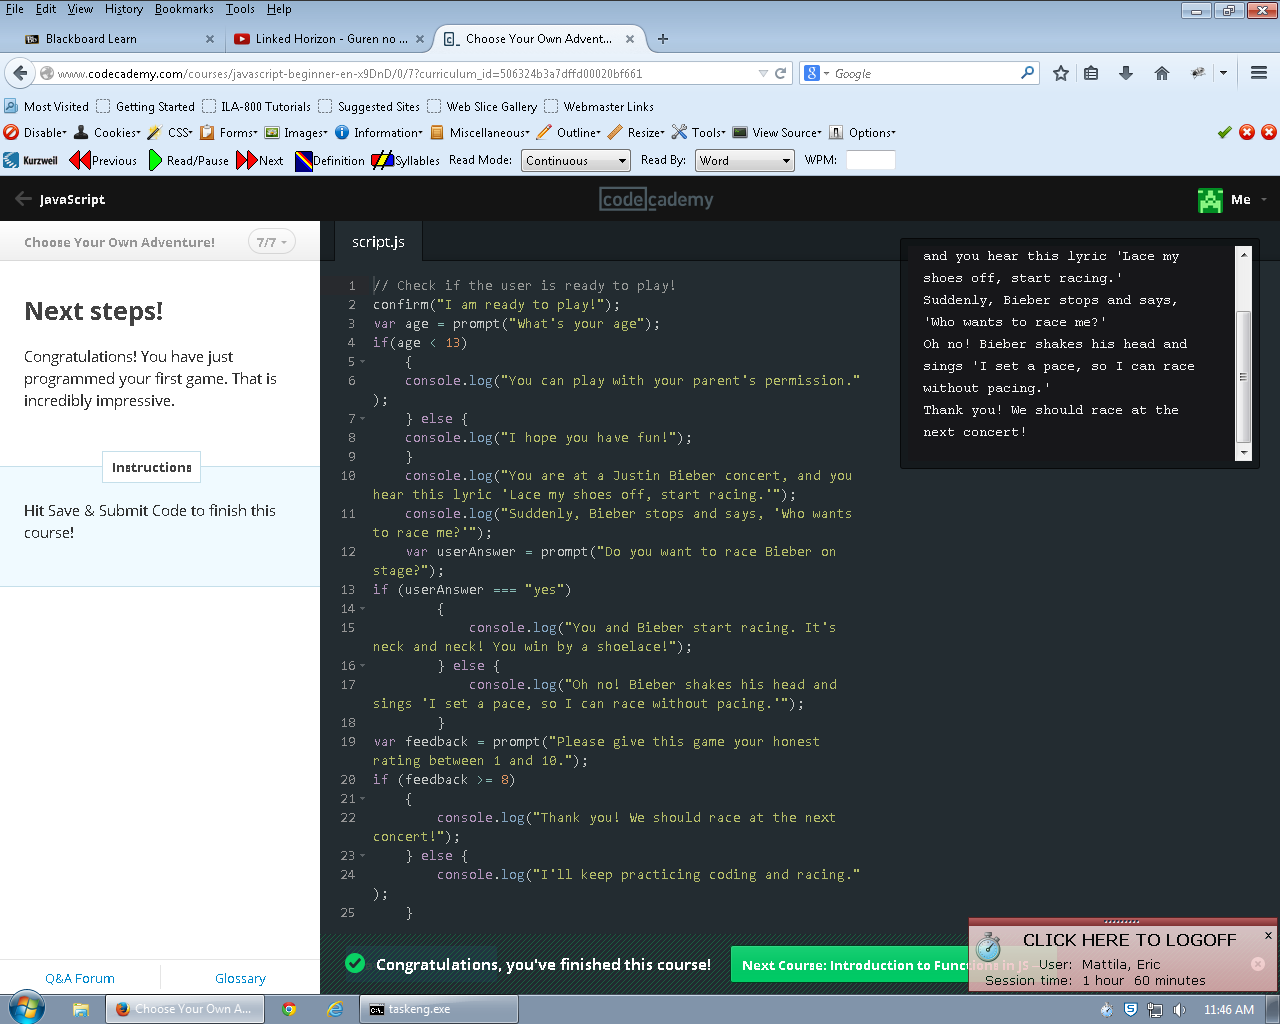 File Edit View History Bookmarks Tools Help
Blackboard Learn
Linked Horizon - Guren no ...
Choose Your Own Advent...
www.codecademy.com/courses/javascript-beginner-en-x9DnD/0/7?curriculum_id=506324b3a7dffd00020bf661
Google
Most Visited Getting Started ILA-800 Tutorials Suggested Sites Web Slice Gallery Webmaster Links
Disable Cookies CSS Forms Images Information Miscellaneous Outline Resize Tools View Source Options
Kurzweil Previous Read/Pause Next Definition Syllables Read Mode: Continuous Read By: Word WPM:
JavaScript
codecademy
Me
Choose Your Own Adventure!
7/7
script.js
Next steps!
Congratulations! You have just
programmed your first game. That is
incredibly impressive.
Instructions
Hit Save & Submit Code to finish this
course!
Q&A Forum
Glossary
1 // Check if the user is ready to play!
2 confirm("I am ready to play!");
3 var age = prompt("What's your age");
4 if(age < 13)
5 {
6 console.log("You can play with your parent's permission."
);
7 } else {
8 console.log("I hope you have fun!");
9 }
10 console.log("You are at a Justin Bieber concert, and you
hear this lyric 'Lace my shoes off, start racing.'");
11 console.log("Suddenly, Bieber stops and says, 'Who wants
to race me?'");
12 var userAnswer = prompt("Do you want to race Bieber on
stage?");
13 if (userAnswer === "yes")
14 {
15 console.log("You and Bieber start racing. It's
neck and neck! You win by a shoelace!");
16 } else {
17 console.log("Oh no! Bieber shakes his head and
sings 'I set a pace, so I can race without pacing.'");
18 }
19 var feedback = prompt("Please give this game your honest
rating between 1 and 10.");
20 if (feedback >= 8)
21 {
22 console.log("Thank you! We should race at the next
concert!");
23 } else {
24 console.log("I'll keep practicing coding and racing."
);
25 }
and you hear this lyric 'Lace my
shoes off, start racing.'
Suddenly, Bieber stops and says,
'Who wants to race me?'
Oh no! Bieber shakes his head and
sings 'I set a pace, so I can race
without pacing.'
Thank you! We should race at the
next concert!
Congratulations, you've finished this course!
Next Course: Introduction to Functions in JS
CLICK HERE TO LOGOFF
User: Mattila, Eric
Session time: 1 hour 60 minutes
Choose Your Own A...
taskeng.exe
11:46 AM